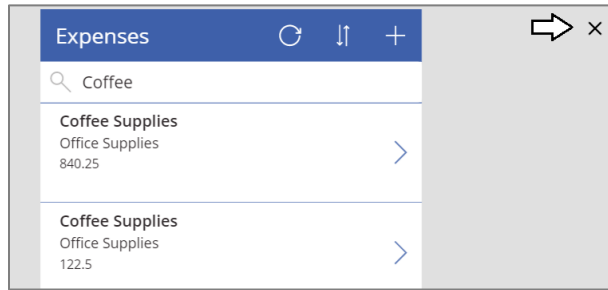 Expenses
Coffee
Coffee Supplies
Office Supplies
840.25
Coffee Supplies
Office Supplies
122.5